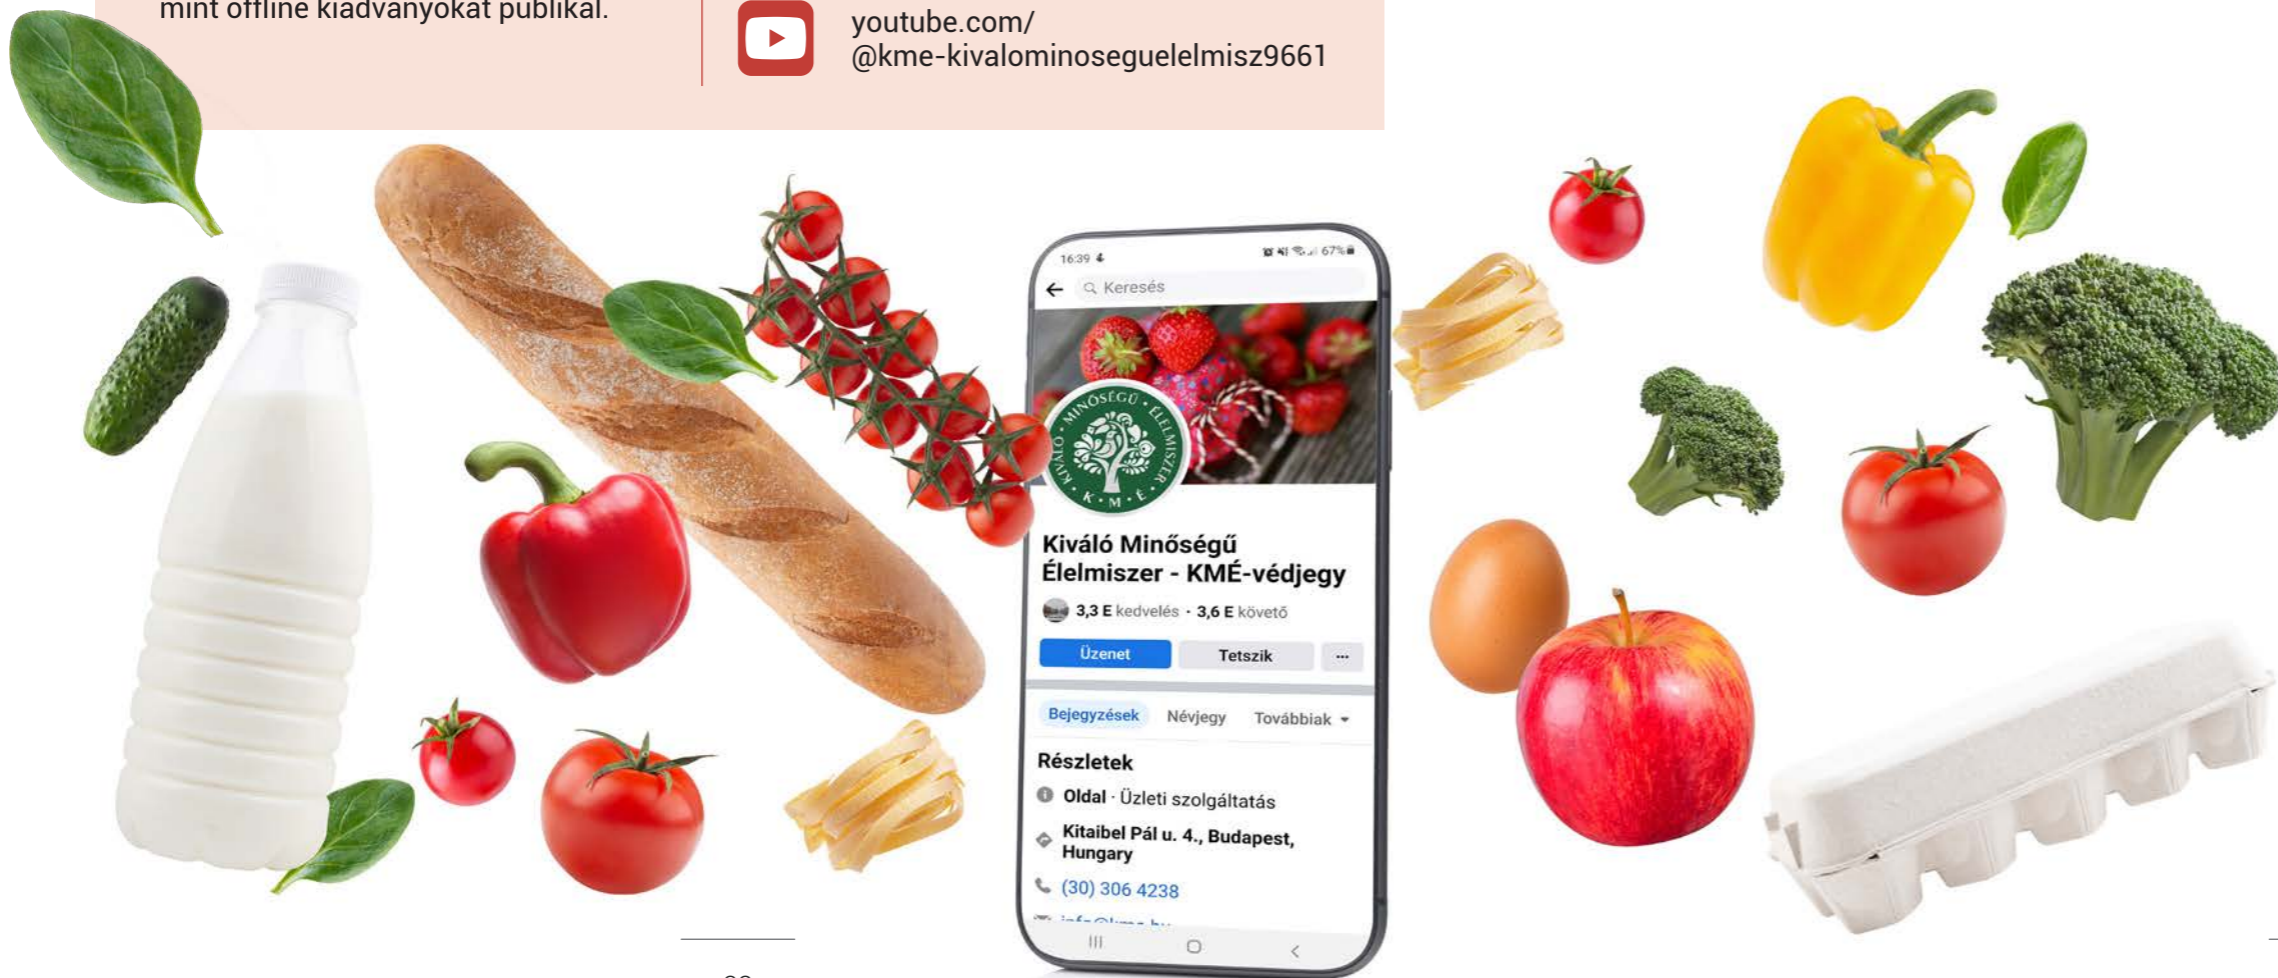 mint offline kiadványokat publikál.
youtube.com/
@kme-kivalominoseguelelmisz9661
16:39
67%
Keresés
KIVÁLÓ • MINŐSÉGŰ • ÉLELMISZER • K • M • É •
Kiváló Minőségű
Élelmiszer - KMÉ-védjegy
3,3 E kedvelés · 3,6 E követő
Üzenet Tetszik ...
Bejegyzések Névjegy Továbbiak
Részletek
Oldal · Üzleti szolgáltatás
Kitaibel Pál u. 4., Budapest,
Hungary
(30) 306 4238